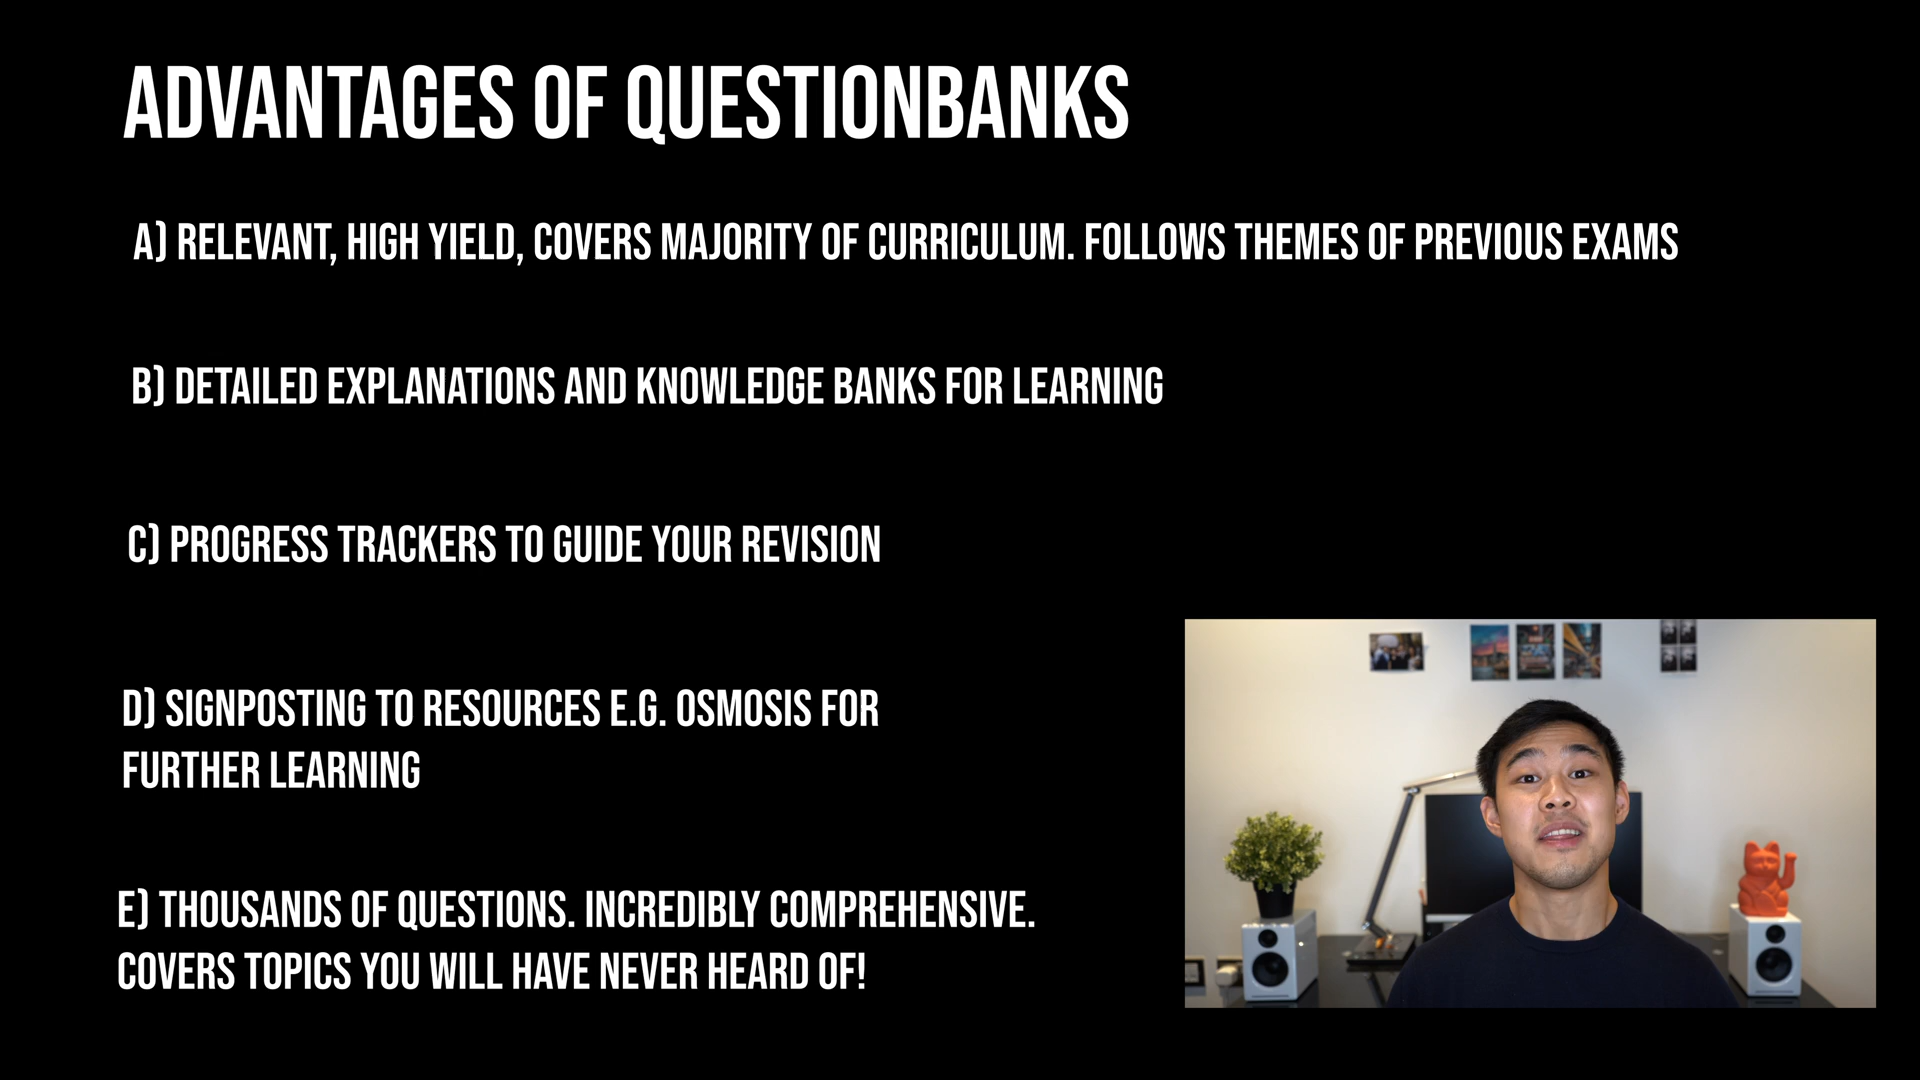 ADVANTAGES OF QUESTIONBANKS
A) RELEVANT, HIGH YIELD, COVERS MAJORITY OF CURRICULUM. FOLLOWS THEMES OF PREVIOUS EXAMS
B) DETAILED EXPLANATIONS AND KNOWLEDGE BANKS FOR LEARNING
C) PROGRESS TRACKERS TO GUIDE YOUR REVISION
D) SIGNPOSTING TO RESOURCES E.G. OSMOSIS FOR
FURTHER LEARNING
E) THOUSANDS OF QUESTIONS. INCREDIBLY COMPREHENSIVE.
COVERS TOPICS YOU WILL HAVE NEVER HEARD OF!